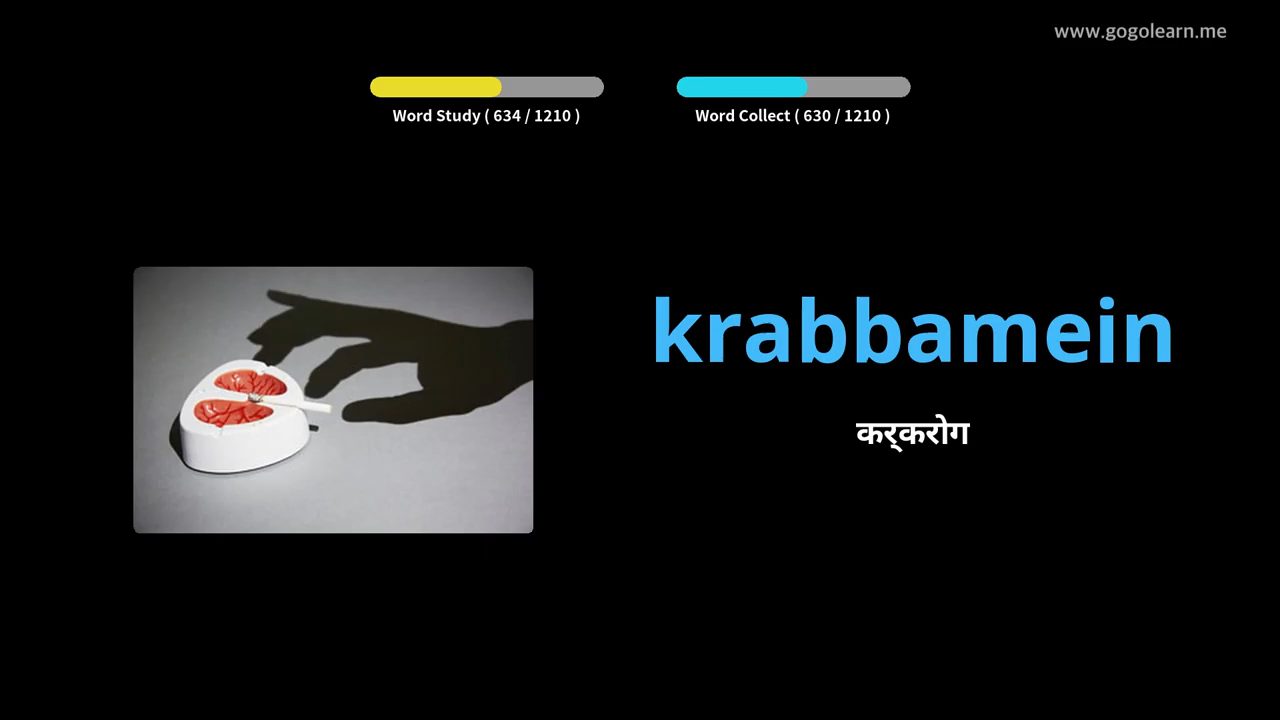 www.gogolearn.me
Word Study ( 634 / 1210 )
Word Collect ( 630 / 1210 )
krabbamein
कर्‌करोग